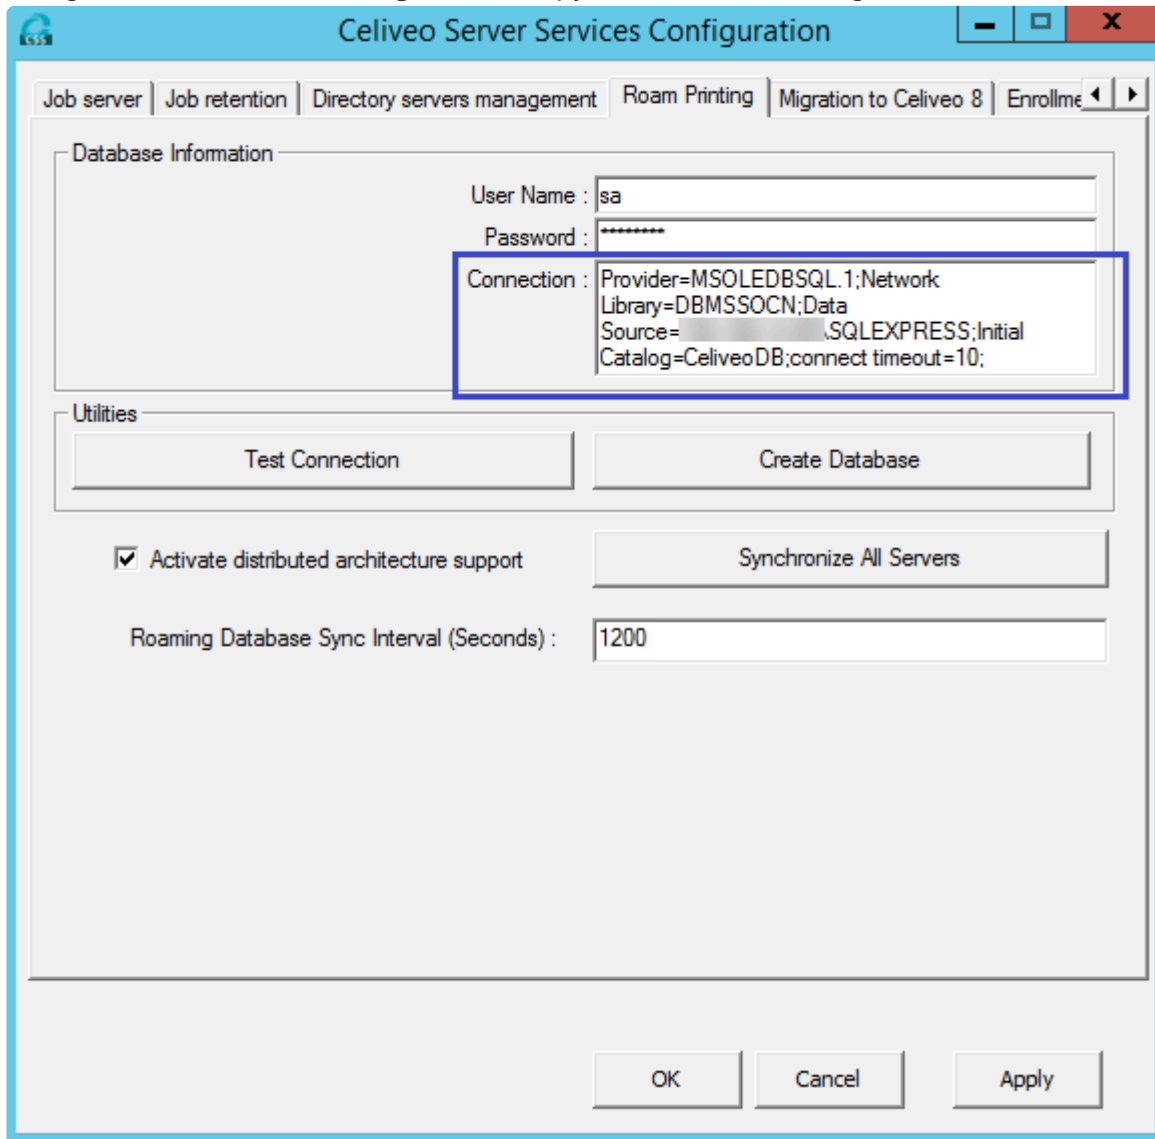 CSS
Celiveo Server Services Configuration
Job server
Job retention
Directory servers management
Roam Printing
Migration to Celiveo 8
Enrollme
Database Information
User Name :
sa
Password :
********
Connection :
Provider=MSOLEDBSQL.1;Network
Library=DBMSSOCN;Data
Source= \SQLEXPRESS;Initial
Catalog=CeliveoDB;connect timeout=10;
Utilities
Test Connection
Create Database
Activate distributed architecture support
Synchronize All Servers
Roaming Database Sync Interval (Seconds) :
1200
OK
Cancel
Apply